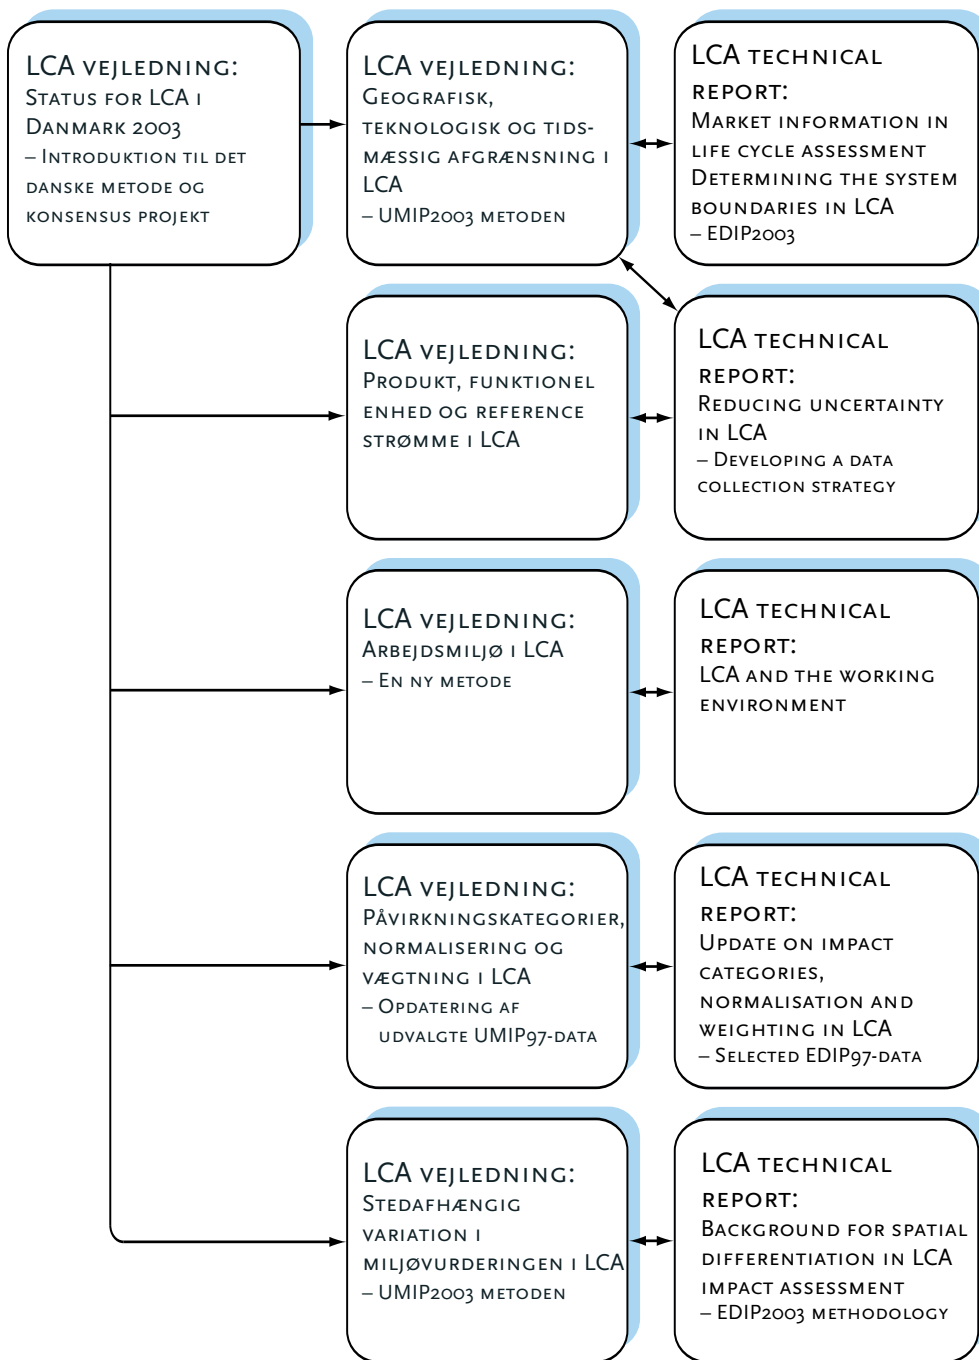 LCA vejledning:
Status for LCA i
Danmark 2003
– Introduktion til det
danske metode og
konsensus projekt
LCA vejledning:
Geografisk,
teknologisk og tids-
mæssig afgrænsning i
LCA
– UMIP2003 metoden
LCA technical
report:
Market information in
life cycle assessment
Determining the system
boundaries in LCA
– EDIP2003
LCA vejledning:
Produkt, funktionel
enhed og reference
strømme i LCA
LCA technical
report:
Reducing uncertainty
in LCA
– Developing a data
collection strategy
LCA vejledning:
Arbejdsmiljø i LCA
– En ny metode
LCA technical
report:
LCA and the working
environment
LCA vejledning:
Påvirkningskategorier,
normalisering og
vægtning i LCA
– Opdatering af
udvalgte UMIP97-data
LCA technical
report:
Update on impact
categories,
normalisation and
weighting in LCA
– Selected EDIP97-data
LCA vejledning:
Stedafhængig
variation i
miljøvurderingen i LCA
– UMIP2003 metoden
LCA technical
report:
Background for spatial
differentiation in LCA
impact assessment
– EDIP2003 methodology